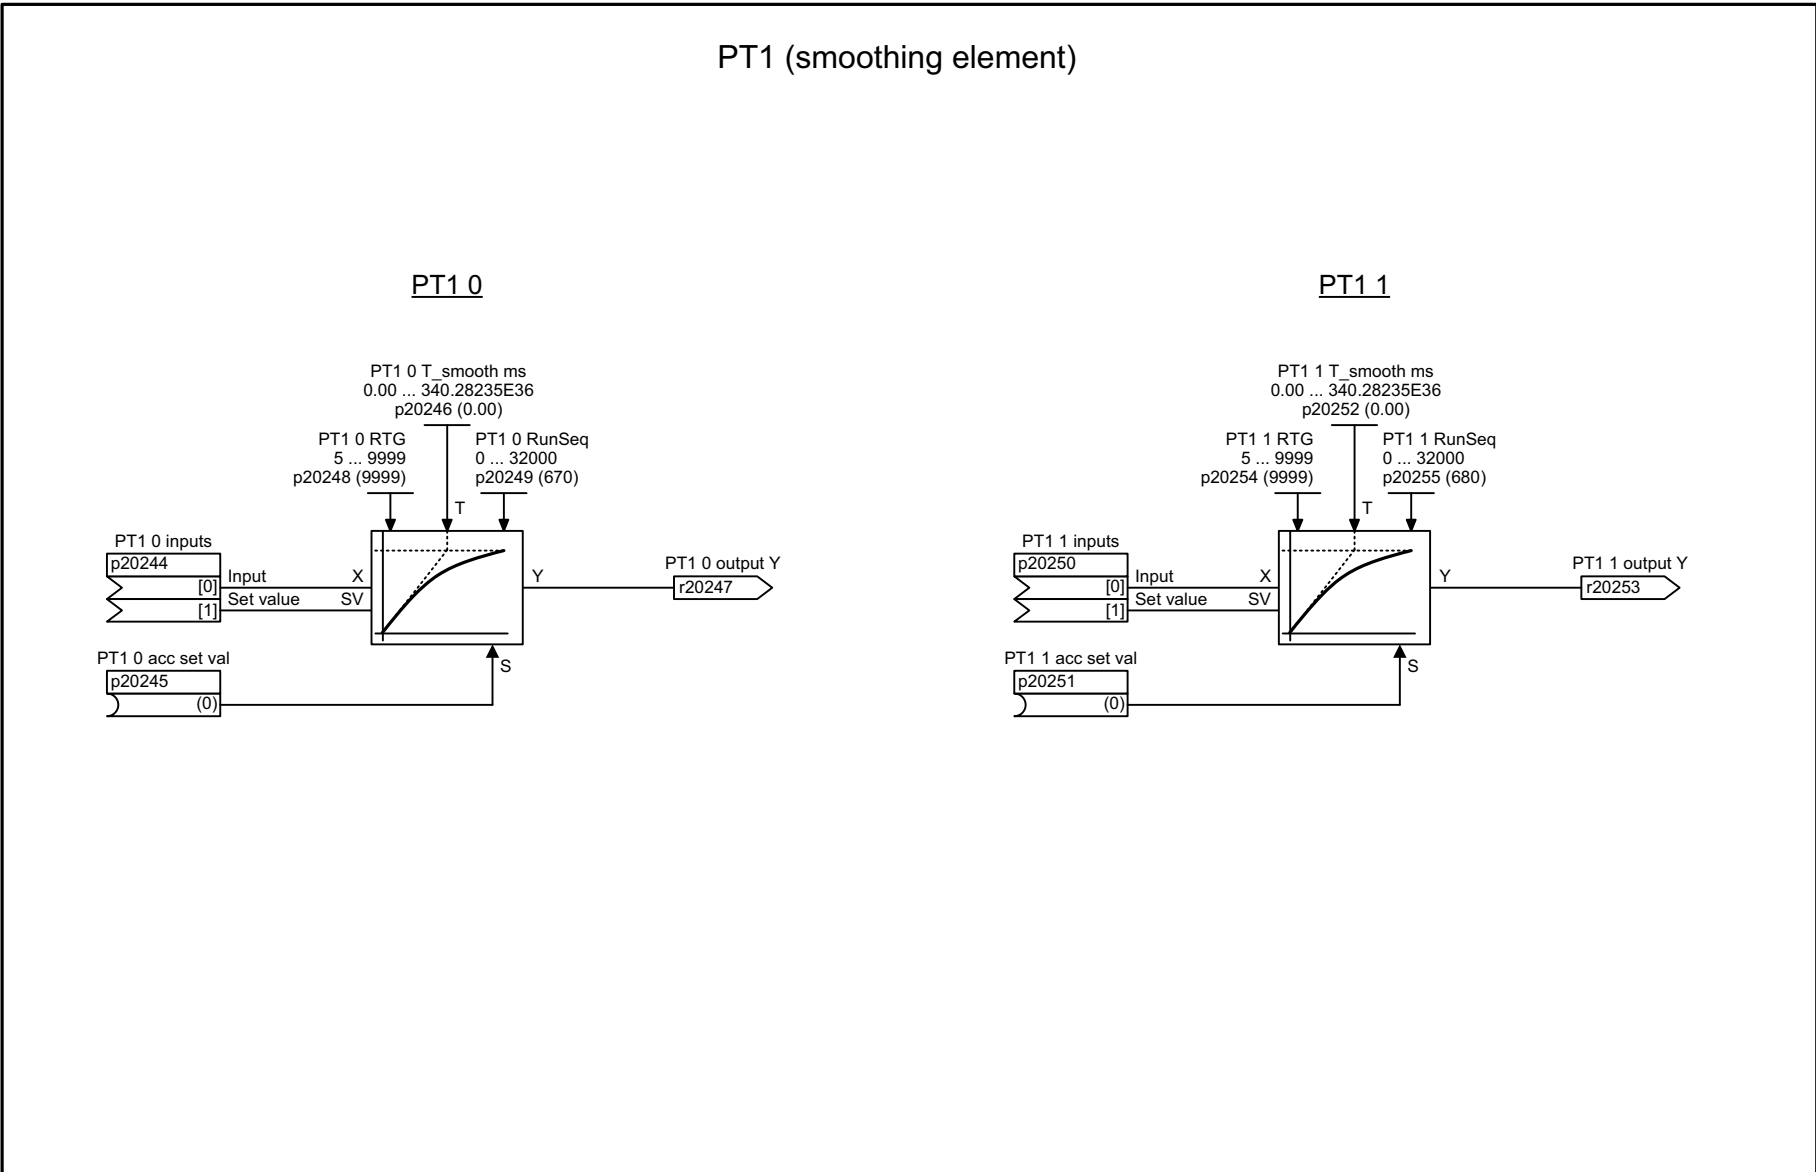 PT1 (smoothing element)
PT1 0
PT1 0 T_smooth ms
0.00 ... 340.28235E36
p20246 (0.00)
PT1 0 RTG
5 ... 9999
p20248 (9999)
PT1 0 RunSeq
0 ... 32000
p20249 (670)
T
PT1 0 inputs
p20244
[0]
Input
X
[1]
Set value
SV
Y
PT1 0 output Y
r20247
PT1 0 acc set val
p20245
(0)
S
PT1 1
PT1 1 T_smooth ms
0.00 ... 340.28235E36
p20252 (0.00)
PT1 1 RTG
5 ... 9999
p20254 (9999)
PT1 1 RunSeq
0 ... 32000
p20255 (680)
T
PT1 1 inputs
p20250
[0]
Input
X
[1]
Set value
SV
Y
PT1 1 output Y
r20253
PT1 1 acc set val
p20251
(0)
S